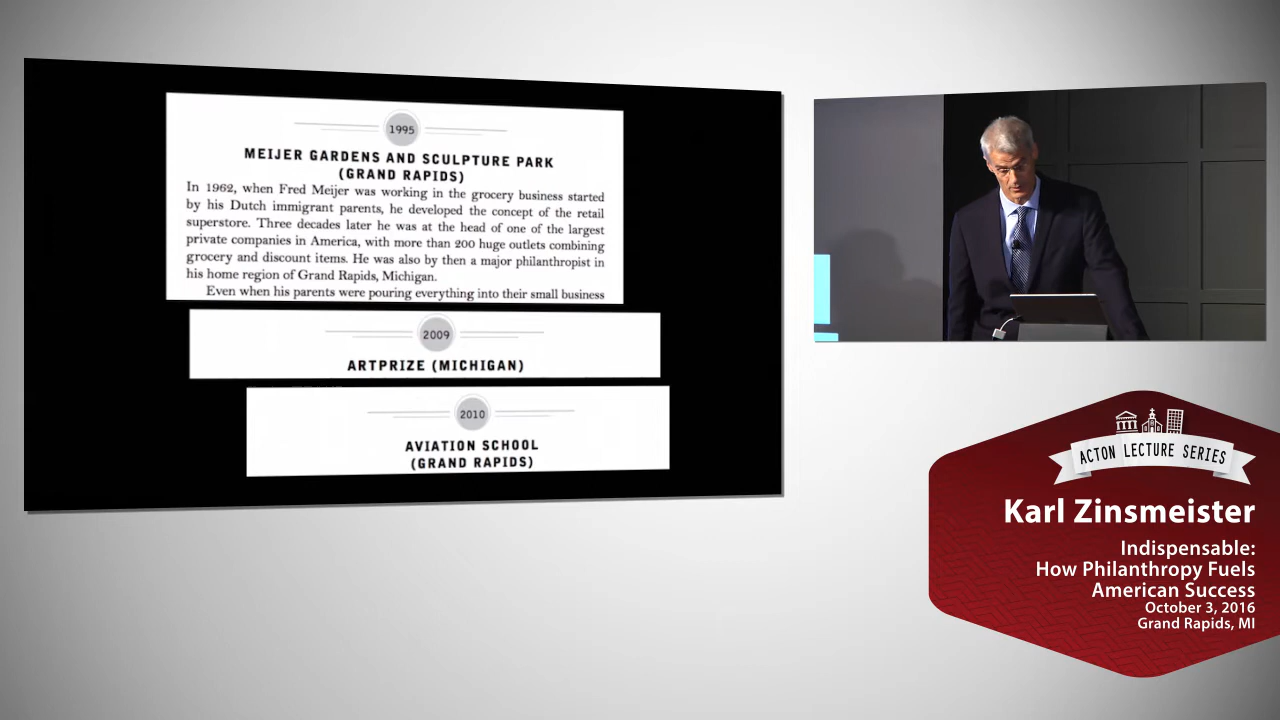 1995
MEIJER GARDENS AND SCULPTURE PARK
(GRAND RAPIDS)
In 1962, when Fred Meijer was working in the grocery business started
by his Dutch immigrant parents, he developed the concept of the retail
superstore. Three decades later he was at the head of one of the largest
private companies in America, with more than 200 huge outlets combining
grocery and discount items. He was also by then a major philanthropist in
his home region of Grand Rapids, Michigan.
Even when his parents were pouring everything into their small business
2009
ARTPRIZE (MICHIGAN)
2010
AVIATION SCHOOL
(GRAND RAPIDS)
ACTON LECTURE SERIES
Karl Zinsmeister
Indispensable:
How Philanthropy Fuels
American Success
October 3, 2016
Grand Rapids, MI